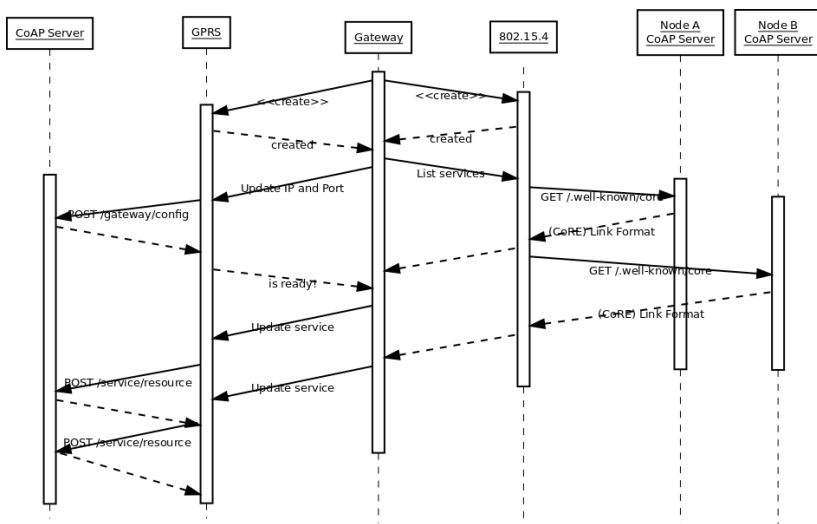 CoAP Server
GPRS
Gateway
802.15.4
Node A
CoAP Server
Node B
CoAP Server
<<create>>
<<create>>
created
created
List services
Update IP and Port
GET /.well-known/core
POST /gateway/config
(CoRE) Link Format
GET /.well-known/core
is ready!
(CoRE) Link Format
Update service
POST /service/resource
Update service
POST /service/resource